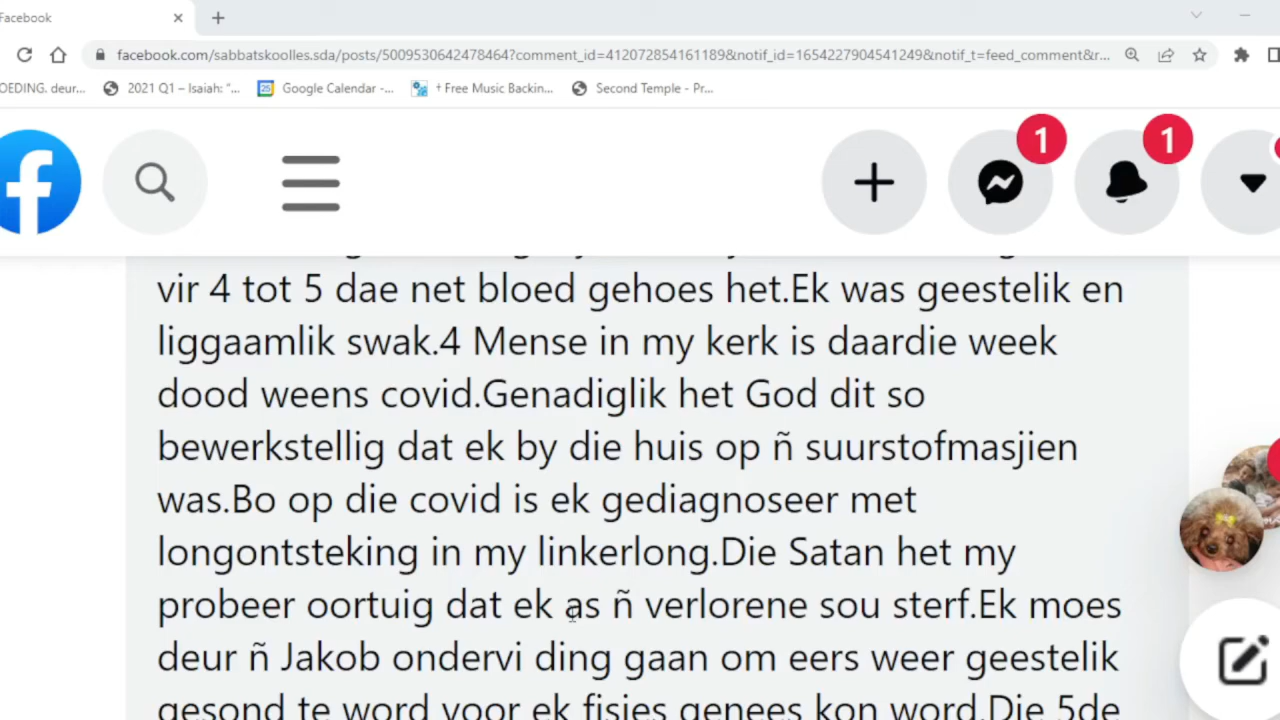 Facebook
facebook.com/sabbatskoolles.sda/posts/5009530642478464?comment_id=412072854161189&notif_id=1654227904541249&notif_t=feed_comment&r...
OEDING. deur... 2021 Q1 – Isaiah: “... Google Calendar -... † Free Music Backin... Second Temple - Pr...
1 1
vir 4 tot 5 dae net bloed gehoes het.Ek was geestelik en
liggaamlik swak.4 Mense in my kerk is daardie week
dood weens covid.Genadiglik het God dit so
bewerkstellig dat ek by die huis op ñ suurstofmasjien
was.Bo op die covid is ek gediagnoseer met
longontsteking in my linkerlong.Die Satan het my
probeer oortuig dat ek as ñ verlorene sou sterf.Ek moes
deur ñ Jakob ondervi ding gaan om eers weer geestelik
gesond te word voor ek fisies genees kon word.Die 5de